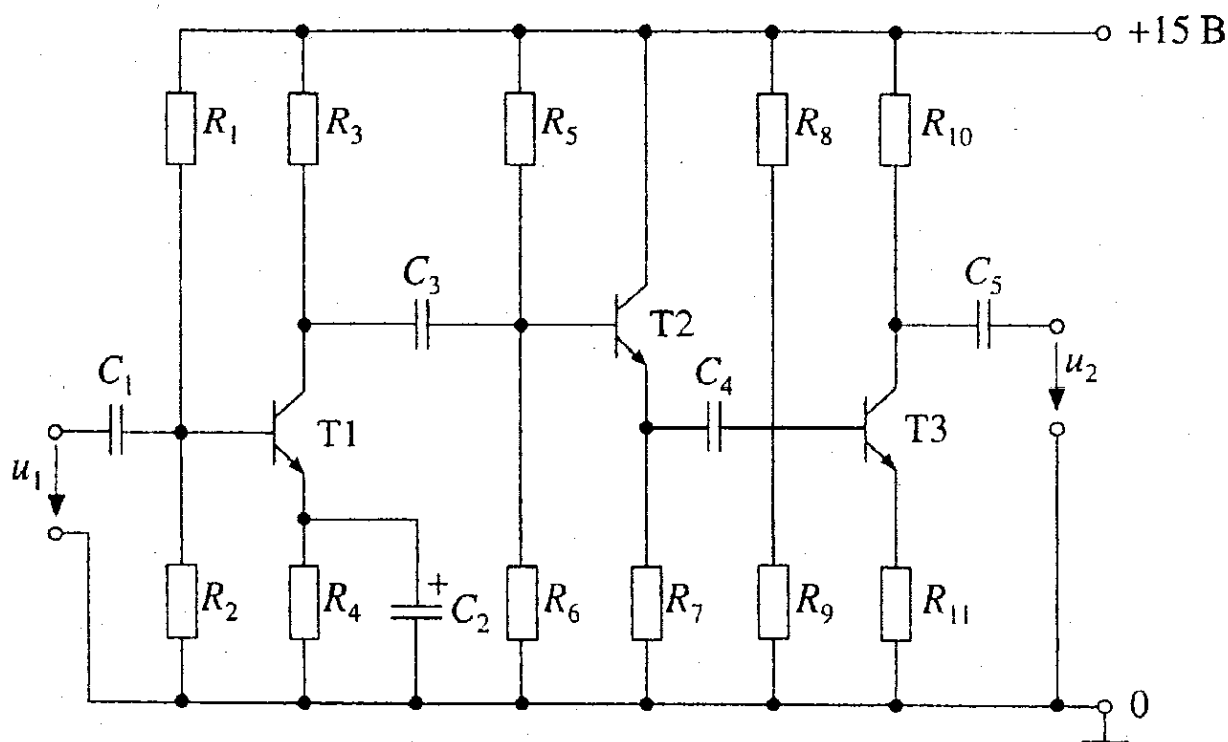 +15 В
R1 R3 R5 R8 R10
C3 C5
T2
C1 C4 u2
T1 T3
u1
R2 R4 + C2 R6 R7 R9 R11
0